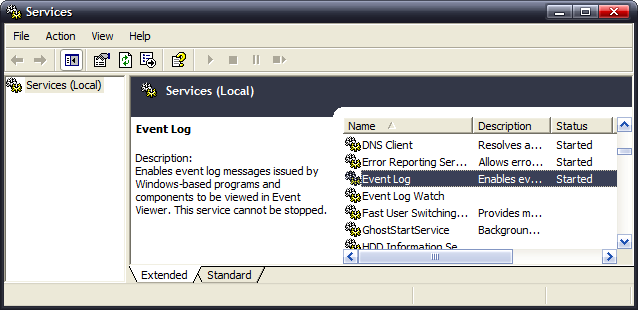 Services
File Action View Help
Services (Local)
Services (Local)
Event Log
Description:
Enables event log messages issued by
Windows-based programs and
components to be viewed in Event
Viewer. This service cannot be stopped.
Name Description Status
DNS Client Resolves a... Started
Error Reporting Ser... Allows erro... Started
Event Log Enables ev... Started
Event Log Watch
Fast User Switching... Provides m...
GhostStartService Backgroun...
HDD Information Se...
Extended Standard